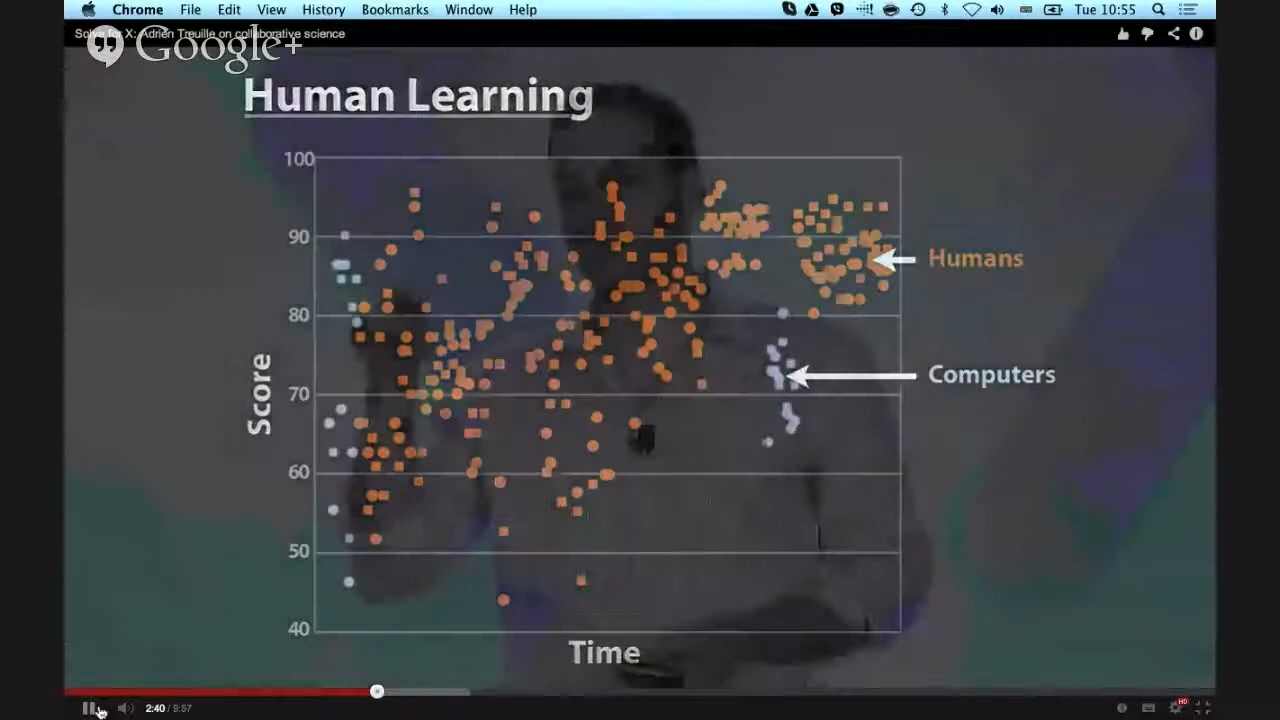 Chrome File Edit View History Bookmarks Window Help Tue 10:55
Solve for X: Adrien Treuille on collaborative science
Google+
Human Learning
100
90
80
70
60
50
40
Score
Time
Humans
Computers
2:40 / 9:57
HD